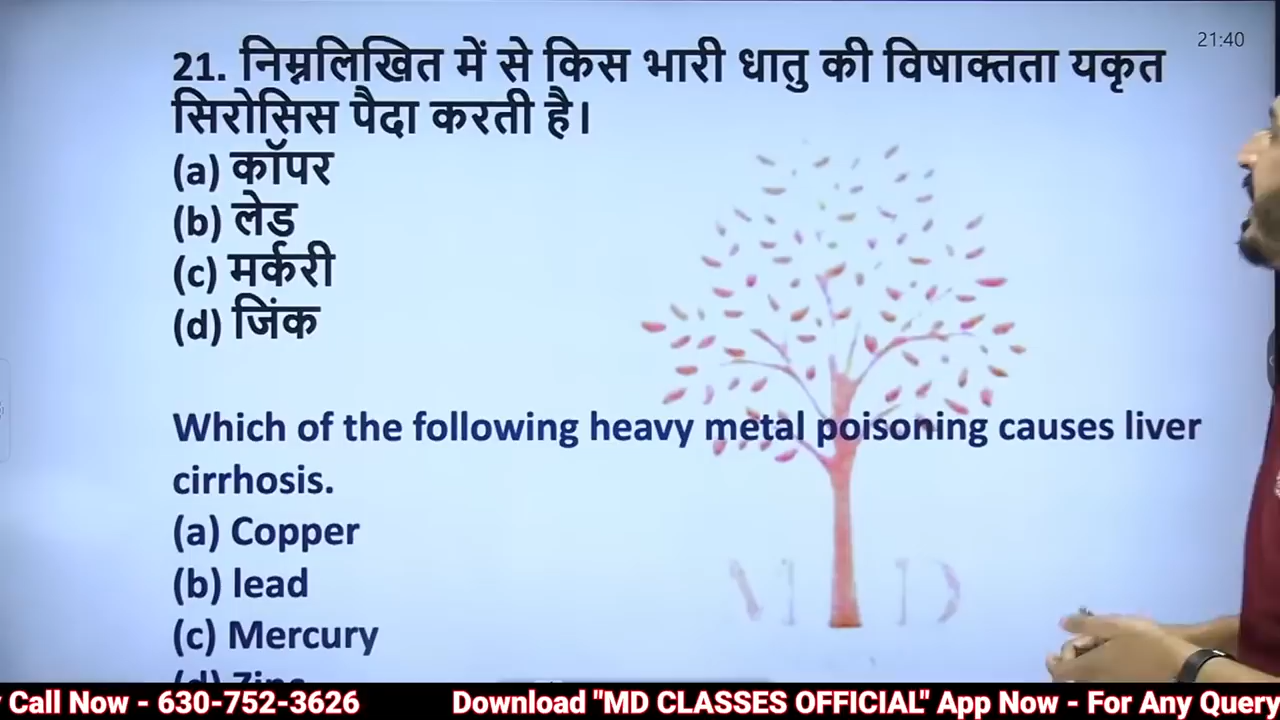 21:40
21. निम्नलिखित में से किस भारी धातु की विषाक्तता यकृत
सिरोसिस पैदा करती है।
(a) कॉपर
(b) लेड
(c) मर्करी
(d) जिंक
Which of the following heavy metal poisoning causes liver
cirrhosis.
(a) Copper
(b) lead
(c) Mercury
(d) Zinc
M D
Call Now - 630-752-3626 Download "MD CLASSES OFFICIAL" App Now - For Any Query